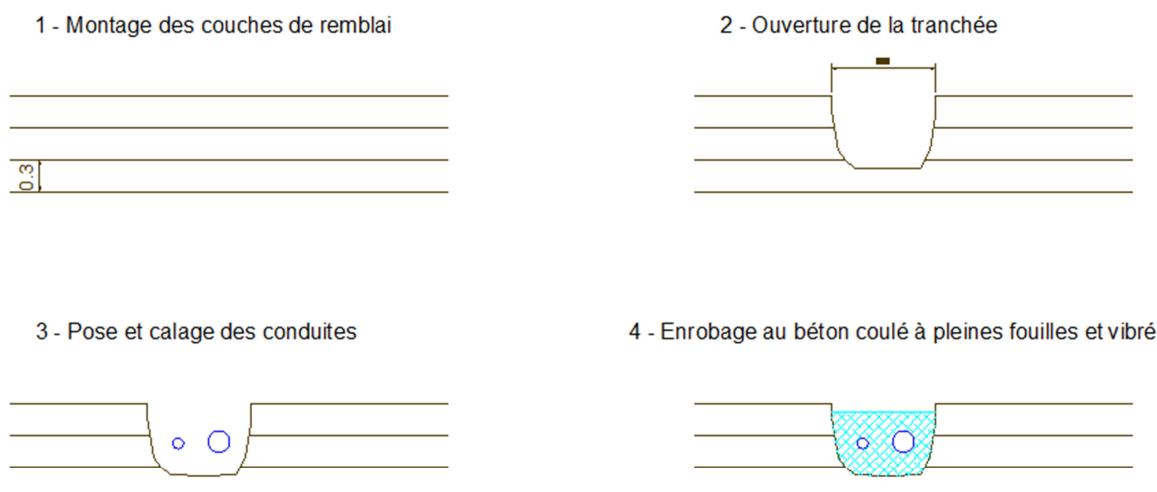 1 - Montage des couches de remblai
2 - Ouverture de la tranchée
0.3
3 - Pose et calage des conduites
4 - Enrobage au béton coulé à pleines fouilles et vibré